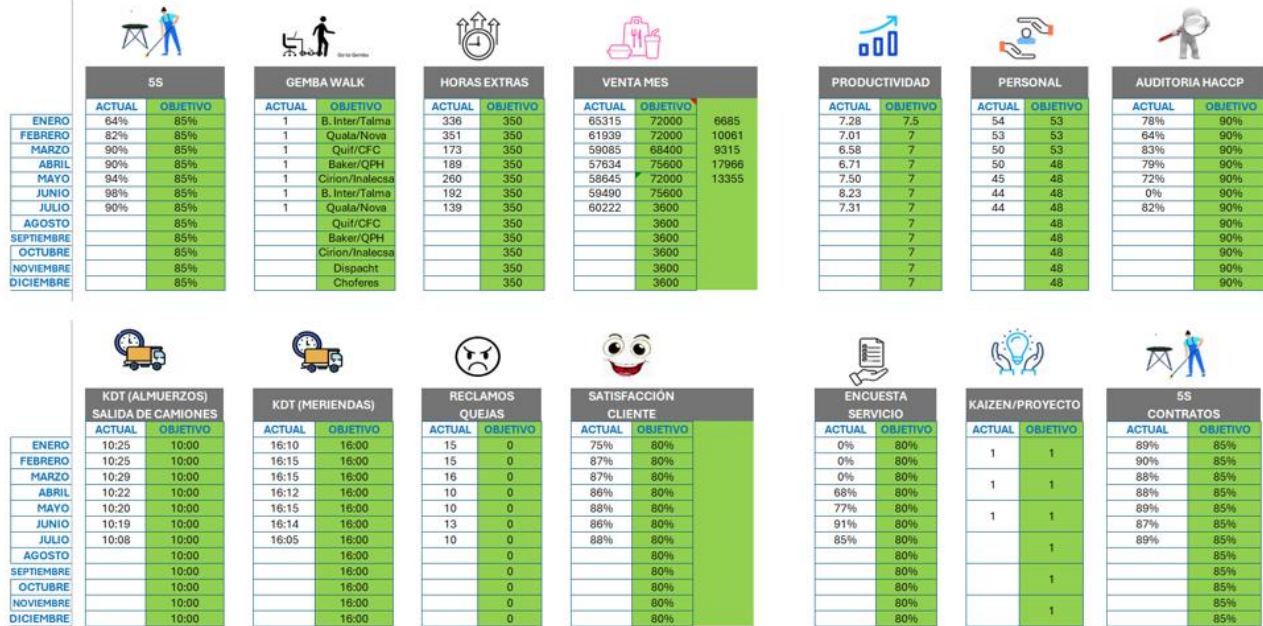 Go to Gemba
5S GEMBA WALK HORAS EXTRAS VENTA MES PRODUCTIVIDAD PERSONAL AUDITORIA HACCP
ACTUAL OBJETIVO ACTUAL OBJETIVO ACTUAL OBJETIVO ACTUAL OBJETIVO ACTUAL OBJETIVO ACTUAL OBJETIVO ACTUAL OBJETIVO
ENERO 64% 85% 1 B. Inter/Talma 336 350 65315 72000 6685 7.28 7.5 54 53 78% 90%
FEBRERO 82% 85% 1 Quala/Nova 351 350 61939 72000 10061 7.01 7 53 53 64% 90%
MARZO 90% 85% 1 Quif/CFC 173 350 59085 68400 9315 6.58 7 50 53 83% 90%
ABRIL 90% 85% 1 Baker/QPH 189 350 57634 75600 17966 6.71 7 50 48 79% 90%
MAYO 94% 85% 1 Cirion/Inalecsa 260 350 58645 72000 13355 7.50 7 45 48 72% 90%
JUNIO 98% 85% 1 B. Inter/Talma 192 350 59490 75600 8.23 7 44 48 0% 90%
JULIO 90% 85% 1 Quala/Nova 139 350 60222 3600 7.31 7 44 48 82% 90%
AGOSTO 85% Quif/CFC 350 3600 7 48 90%
SEPTIEMBRE 85% Baker/QPH 350 3600 7 48 90%
OCTUBRE 85% Cirion/Inalecsa 350 3600 7 48 90%
NOVIEMBRE 85% Dispacht 350 3600 7 48 90%
DICIEMBRE 85% Choferes 350 3600 7 48 90%
KDT (ALMUERZOS) KDT (MERIENDAS) RECLAMOS SATISFACCIÓN ENCUESTA KAIZEN/PROYECTO 5S
SALIDA DE CAMIONES QUEJAS CLIENTE SERVICIO CONTRATOS
ACTUAL OBJETIVO ACTUAL OBJETIVO ACTUAL OBJETIVO ACTUAL OBJETIVO ACTUAL OBJETIVO ACTUAL OBJETIVO ACTUAL OBJETIVO
ENERO 10:25 10:00 16:10 16:00 15 0 75% 80% 0% 80% 1 1 89% 85%
FEBRERO 10:25 10:00 16:15 16:00 15 0 87% 80% 0% 80% 90% 85%
MARZO 10:29 10:00 16:15 16:00 16 0 87% 80% 0% 80% 1 1 88% 85%
ABRIL 10:22 10:00 16:12 16:00 10 0 86% 80% 68% 80% 88% 85%
MAYO 10:20 10:00 16:15 16:00 10 0 88% 80% 77% 80% 1 1 89% 85%
JUNIO 10:19 10:00 16:14 16:00 13 0 86% 80% 91% 80% 87% 85%
JULIO 10:08 10:00 16:05 16:00 10 0 88% 80% 85% 80% 1 89% 85%
AGOSTO 10:00 16:00 0 80% 80% 85%
SEPTIEMBRE 10:00 16:00 0 80% 80% 1 85%
OCTUBRE 10:00 16:00 0 80% 80% 85%
NOVIEMBRE 10:00 16:00 0 80% 80% 1 85%
DICIEMBRE 10:00 16:00 0 80% 80% 85%